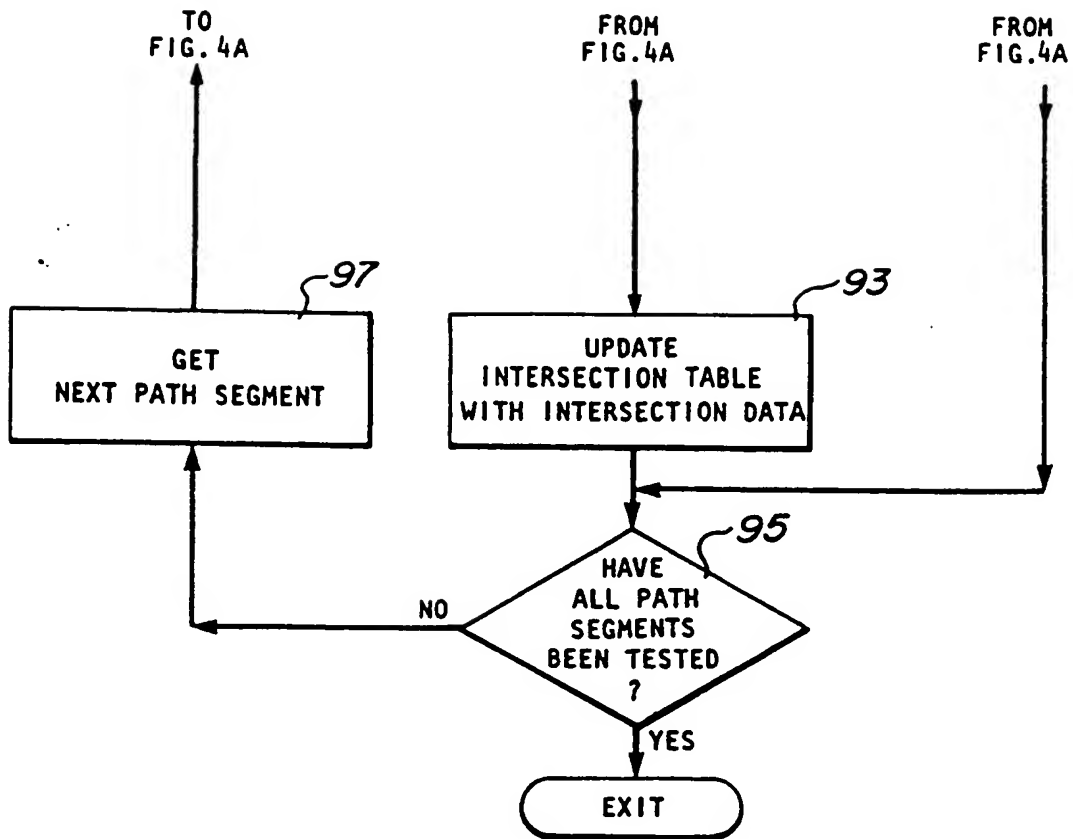 TO
FIG.4A
FROM
FIG.4A
FROM
FIG.4A
97
GET
NEXT PATH SEGMENT
93
UPDATE
INTERSECTION TABLE
WITH INTERSECTION DATA
95
HAVE
ALL PATH
SEGMENTS
BEEN TESTED
?
NO
YES
EXIT